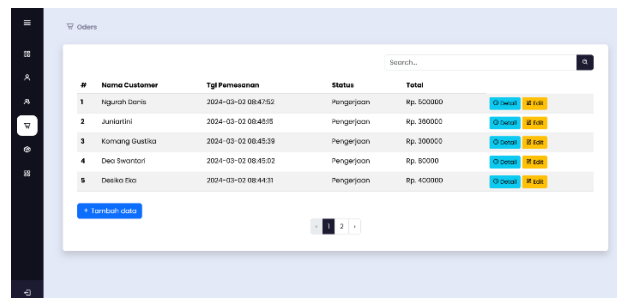 Oders
Search...
# Nama Customer Tgl Pemesanan Status Total
1 Ngurah Danis 2024-03-02 08:47:52 Pengerjaan Rp. 500000 Detail Edit
2 Juniartini 2024-03-02 08:46:15 Pengerjaan Rp. 360000 Detail Edit
3 Komang Gustika 2024-03-02 08:45:39 Pengerjaan Rp. 300000 Detail Edit
4 Dea Swantari 2024-03-02 08:45:02 Pengerjaan Rp. 80000 Detail Edit
5 Desika Eka 2024-03-02 08:44:31 Pengerjaan Rp. 400000 Detail Edit
+ Tambah data
‹ 1 2 ›